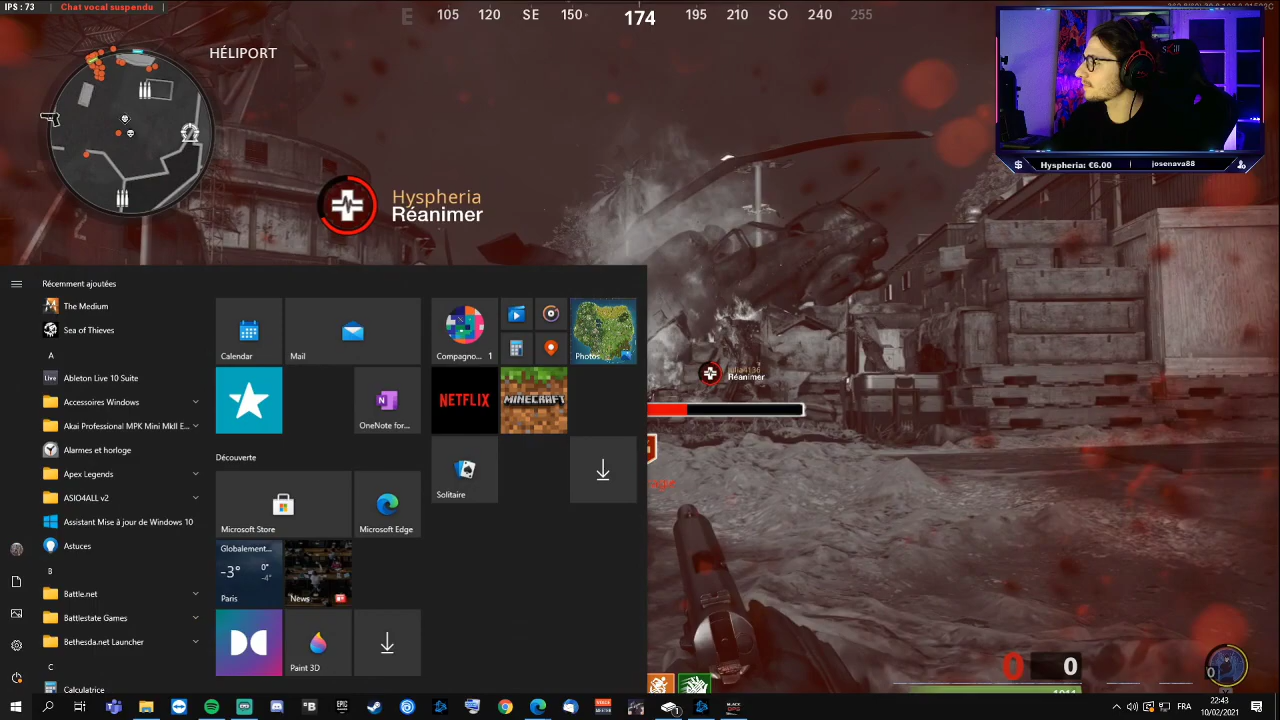 IPS : 73 | Chat vocal suspendu |
E 105 120 SE 150 174 195 210 SO 240 255
HÉLIPORT
Hyspheria: €6.00 | josenava88
Hyspheria
Réanimer
Réanimer
Récemment ajoutées
The Medium
Sea of Thieves
A
Live Ableton Live 10 Suite
Accessoires Windows
Akai Professional MPK Mini MkII E...
Alarmes et horloge
Apex Legends
ASIO4ALL v2
Assistant Mise à jour de Windows 10
Astuces
B
Battle.net
Battlestate Games
Bethesda.net Launcher
C
Calculatrice
Calendar
Mail
OneNote for...
Découverte
Microsoft Store
Microsoft Edge
Globalement...
-3° 0°
-4°
Paris
News
Paint 3D
Compagno... 1
Photos
NETFLIX
MINECRAFT
Solitaire
0 0
0
FRA
22:43
10/02/2021